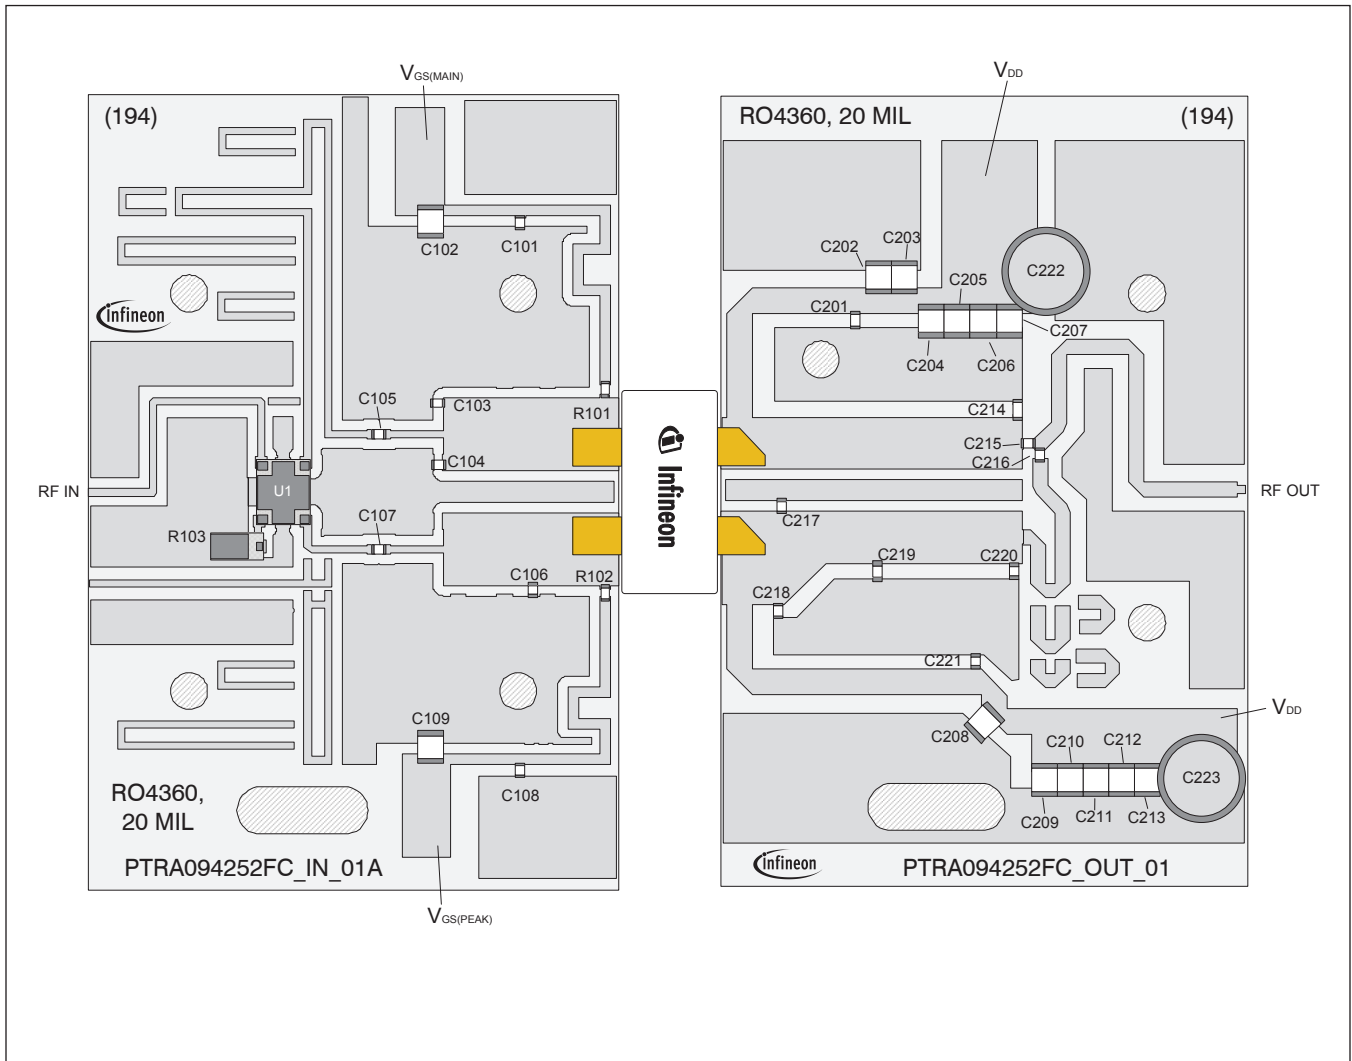 VGS(MAIN)
VDD
(194)
RO4360, 20 MIL
(194)
C102
C101
C202
C203
C222
C205
C201
C207
C204
C206
Infineon
C105
C103
R101
C214
C215
C216
C104
RF IN
U1
Infineon
RF OUT
C107
C217
R103
C106
R102
C219
C220
C218
C221
VDD
C109
C208
C210
C212
C223
C108
C209
C211
C213
RO4360,
20 MIL
PTRA094252FC_IN_01A
Infineon
PTRA094252FC_OUT_01
VGS(PEAK)